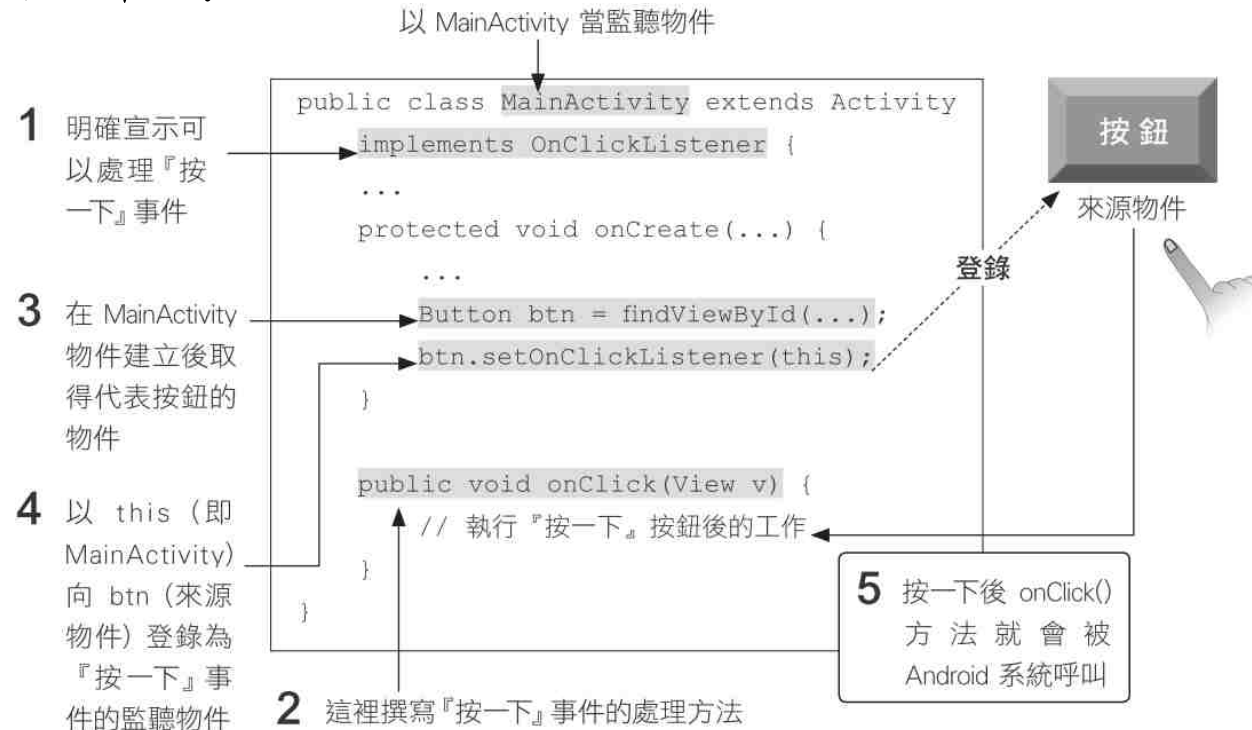 以 MainActivity 當監聽物件
public class MainActivity extends Activity
implements OnClickListener {
...
protected void onCreate(...) {
...
Button btn = findViewById(...);
btn.setOnClickListener(this);
}
public void onClick(View v) {
// 執行『按一下』按鈕後的工作
}
}
1 明確宣示可
以處理『按
一下』事件
3 在 MainActivity
物件建立後取
得代表按鈕的
物件
4 以 this (即
MainActivity)
向 btn (來源
物件) 登錄為
『按一下』事
件的監聽物件
2 這裡撰寫『按一下』事件的處理方法
按鈕
來源物件
登錄
5 按一下後 onClick()
方法就會被
Android 系統呼叫